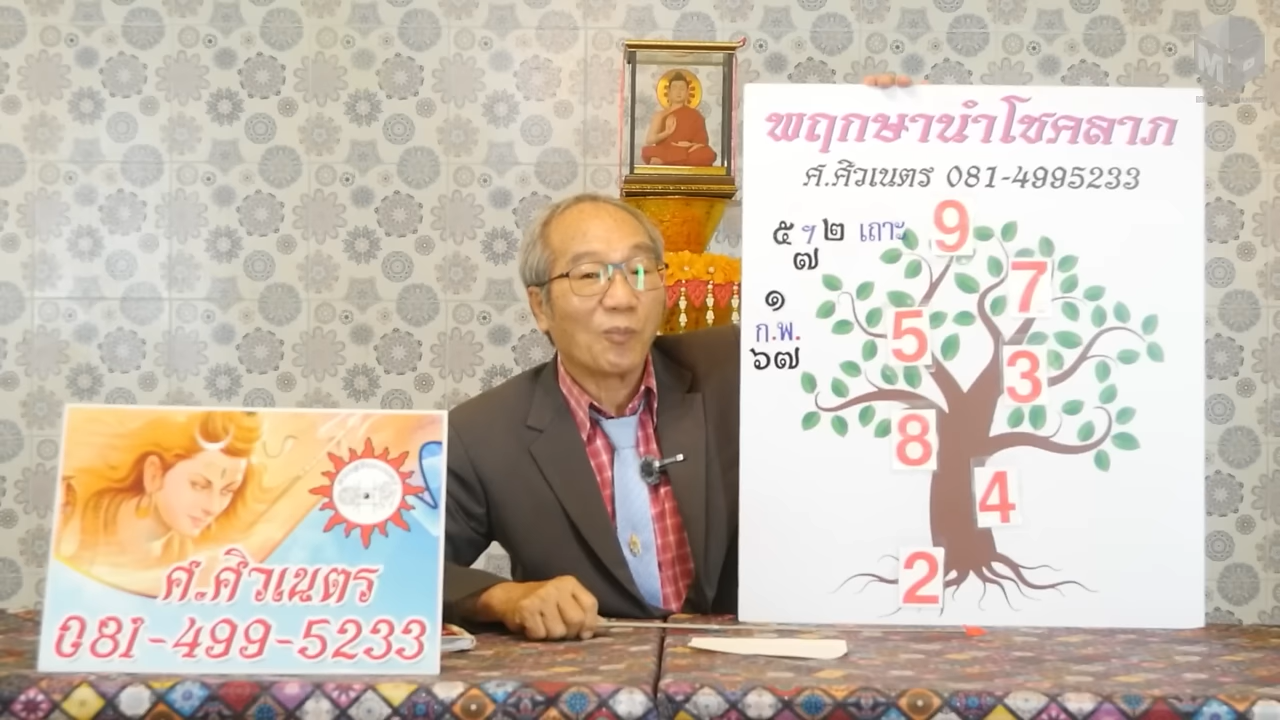 พฤกษานำโชคลาภ
ศ.ศิวเนตร 081-4995233
๕ ฯ ๒ เถาะ
๗
๑
ก.พ.
๖๗
9
7
5
3
8
4
2
ศ.ศิวเนตร
081-499-5233